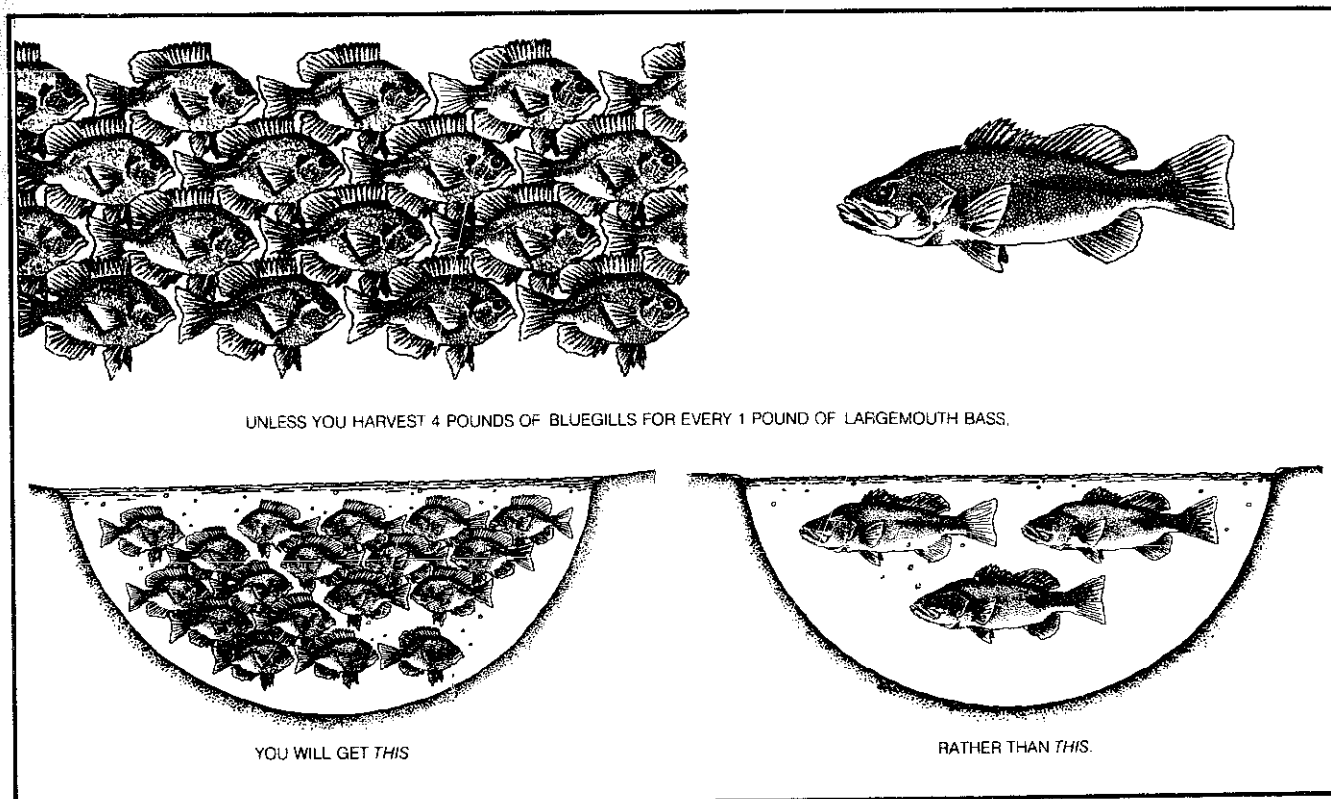 UNLESS YOU HARVEST 4 POUNDS OF BLUEGILLS FOR EVERY 1 POUND OF LARGEMOUTH BASS,
YOU WILL GET THIS
RATHER THAN THIS.